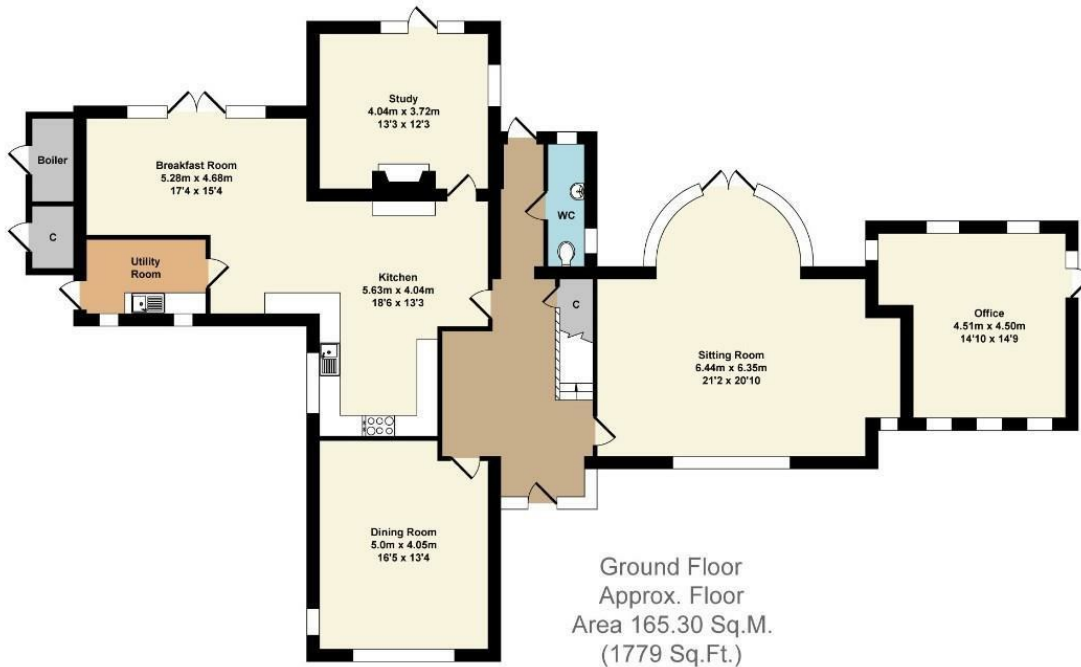 Study
4.04m x 3.72m
13'3 x 12'3
Boiler
Breakfast Room
5.28m x 4.68m
17'4 x 15'4
C
WC
Utility
Room
Kitchen
5.63m x 4.04m
18'6 x 13'3
C
Office
4.51m x 4.50m
14'10 x 14'9
Sitting Room
6.44m x 6.35m
21'2 x 20'10
Dining Room
5.0m x 4.05m
16'5 x 13'4
Ground Floor
Approx. Floor
Area 165.30 Sq.M.
(1779 Sq.Ft.)